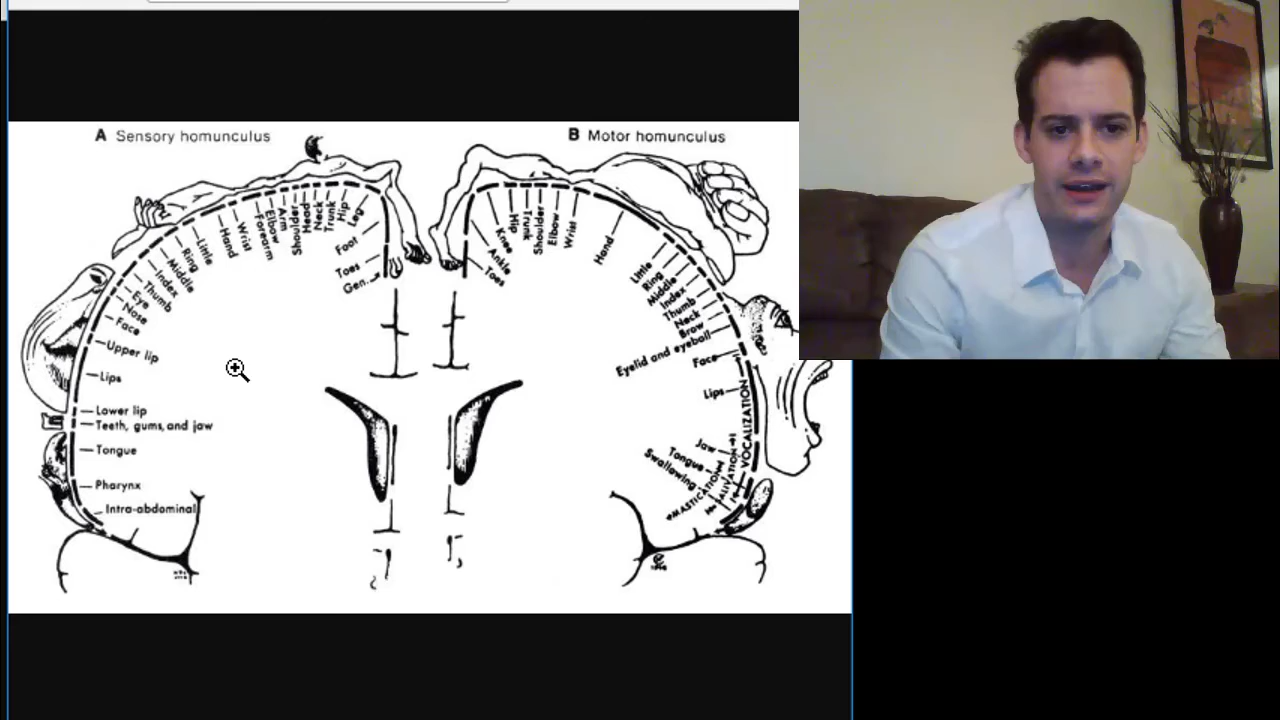 A Sensory homunculus
B Motor homunculus
Little
Hand
Wrist
Forearm
Elbow
Arm
Shoulder
Head
Neck
Trunk
Hip
Leg
Foot
Toes
Gen.
Ring
Middle
Index
Thumb
Eye
Nose
Face
Upper lip
Lips
Lower lip
Teeth, gums, and jaw
Tongue
Pharynx
Intra-abdominal
Toes
Ankle
Knee
Hip
Trunk
Shoulder
Elbow
Wrist
Hand
Little
Ring
Middle
Index
Thumb
Neck
Brow
Eyelid and eyeball
Face
Lips
VOCALIZATION
Jaw
Tongue
Swallowing
MASTICATION
ALIVATION